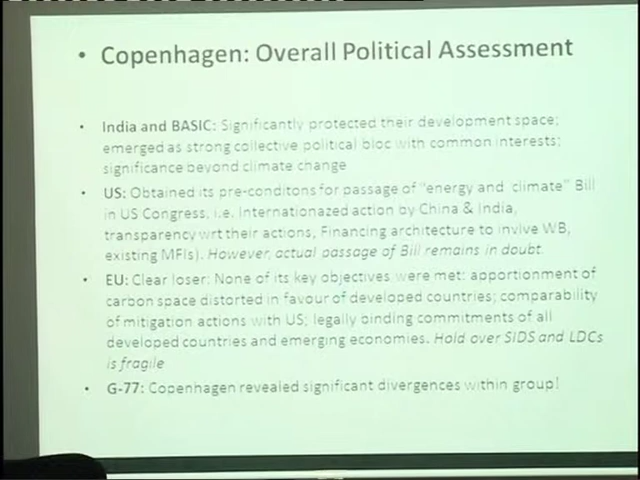 • Copenhagen: Overall Political Assessment
• India and BASIC: Significantly protected their development space;
emerged as strong collective political bloc with common interests;
significance beyond climate change
• US: Obtained its pre-conditons for passage of "energy and climate" Bill
in US Congress, i.e. Internationazed action by China & India,
transparency wrt their actions, Financing architecture to invlve WB,
existing MFIs). However, actual passage of Bill remains in doubt.
• EU: Clear loser: None of its key objectives were met: apportionment of
carbon space distorted in favour of developed countries; comparability
of mitigation actions with US; legally binding commitments of all
developed countries and emerging economies. Hold over SIDS and LDCs
is fragile
• G-77: Copenhagen revealed significant divergences within group!